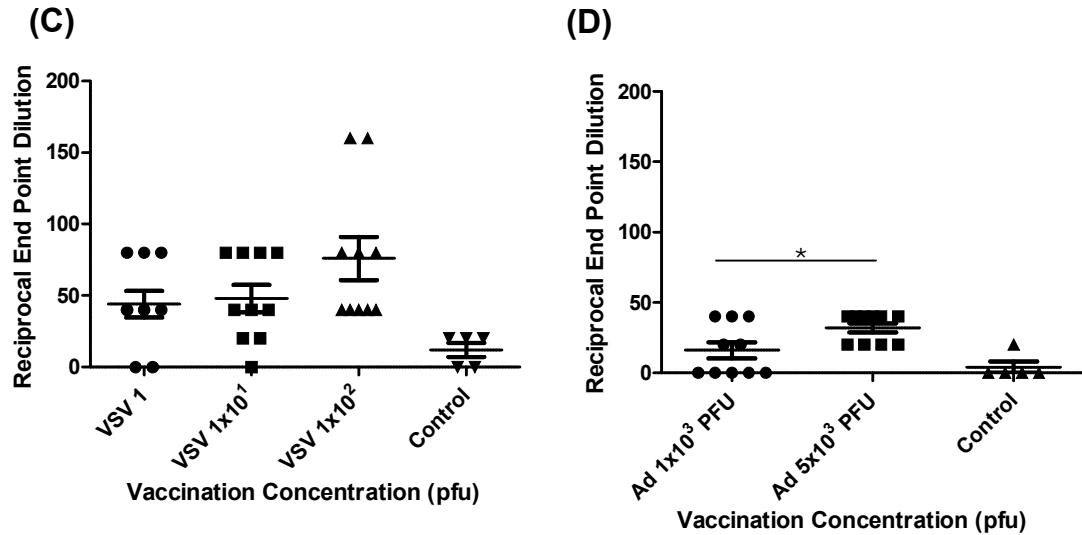 (C)
Reciprocal End Point Dilution
200
150
100
50
0
VSV 1
VSV 1x10¹
VSV 1x10²
Control
Vaccination Concentration (pfu)
(D)
Reciprocal End Point Dilution
200
150
100
50
0
*
Ad 1x10³ PFU
Ad 5x10³ PFU
Control
Vaccination Concentration (pfu)